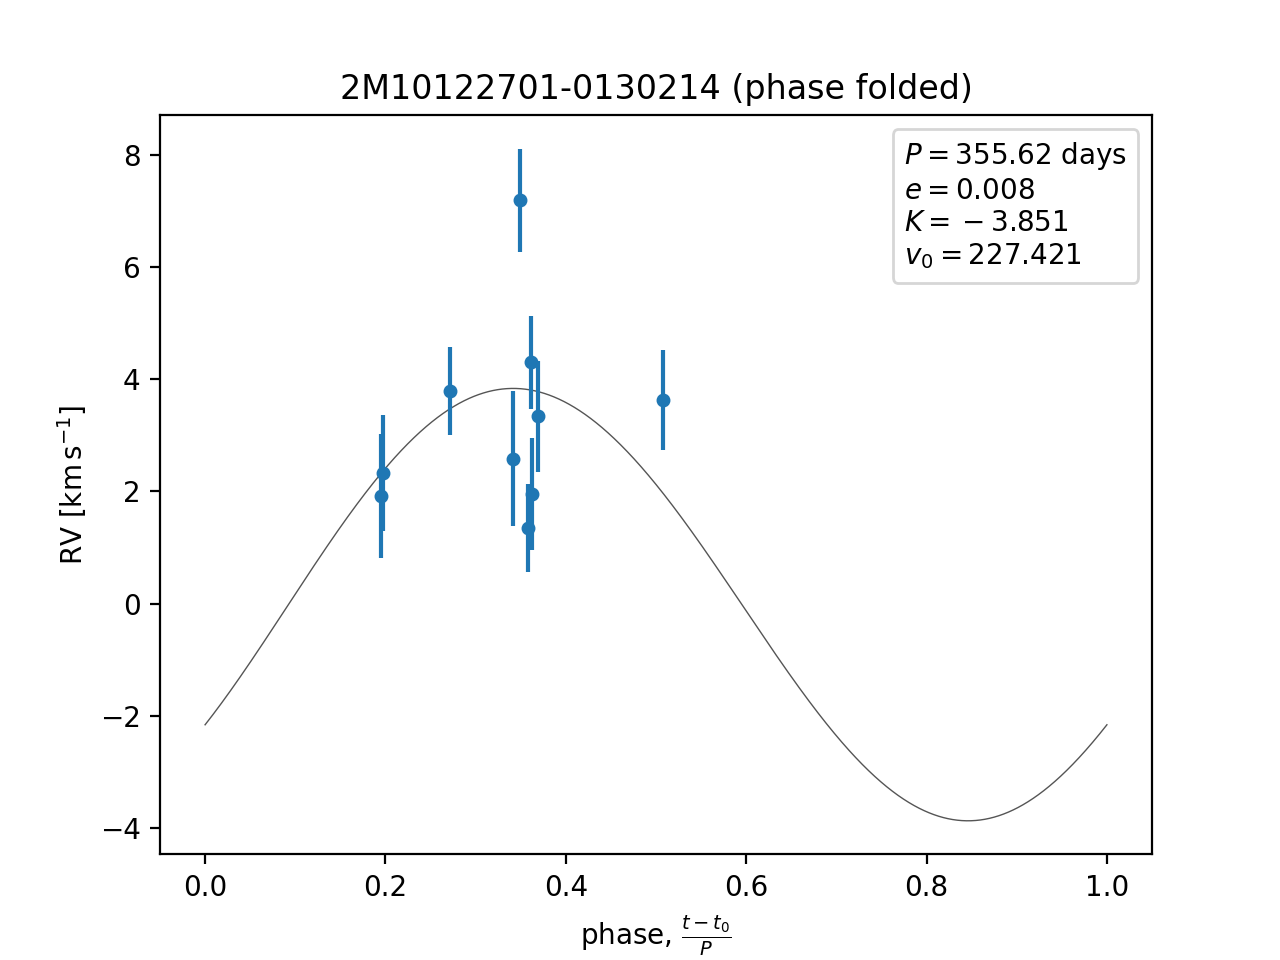 2M10122701-0130214 (phase folded)
P = 355.62 days
e = 0.008
K = −3.851
v₀ = 227.421
RV [km s⁻¹]
8
6
4
2
0
−2
−4
0.0 0.2 0.4 0.6 0.8 1.0
phase, (t − t₀)/P